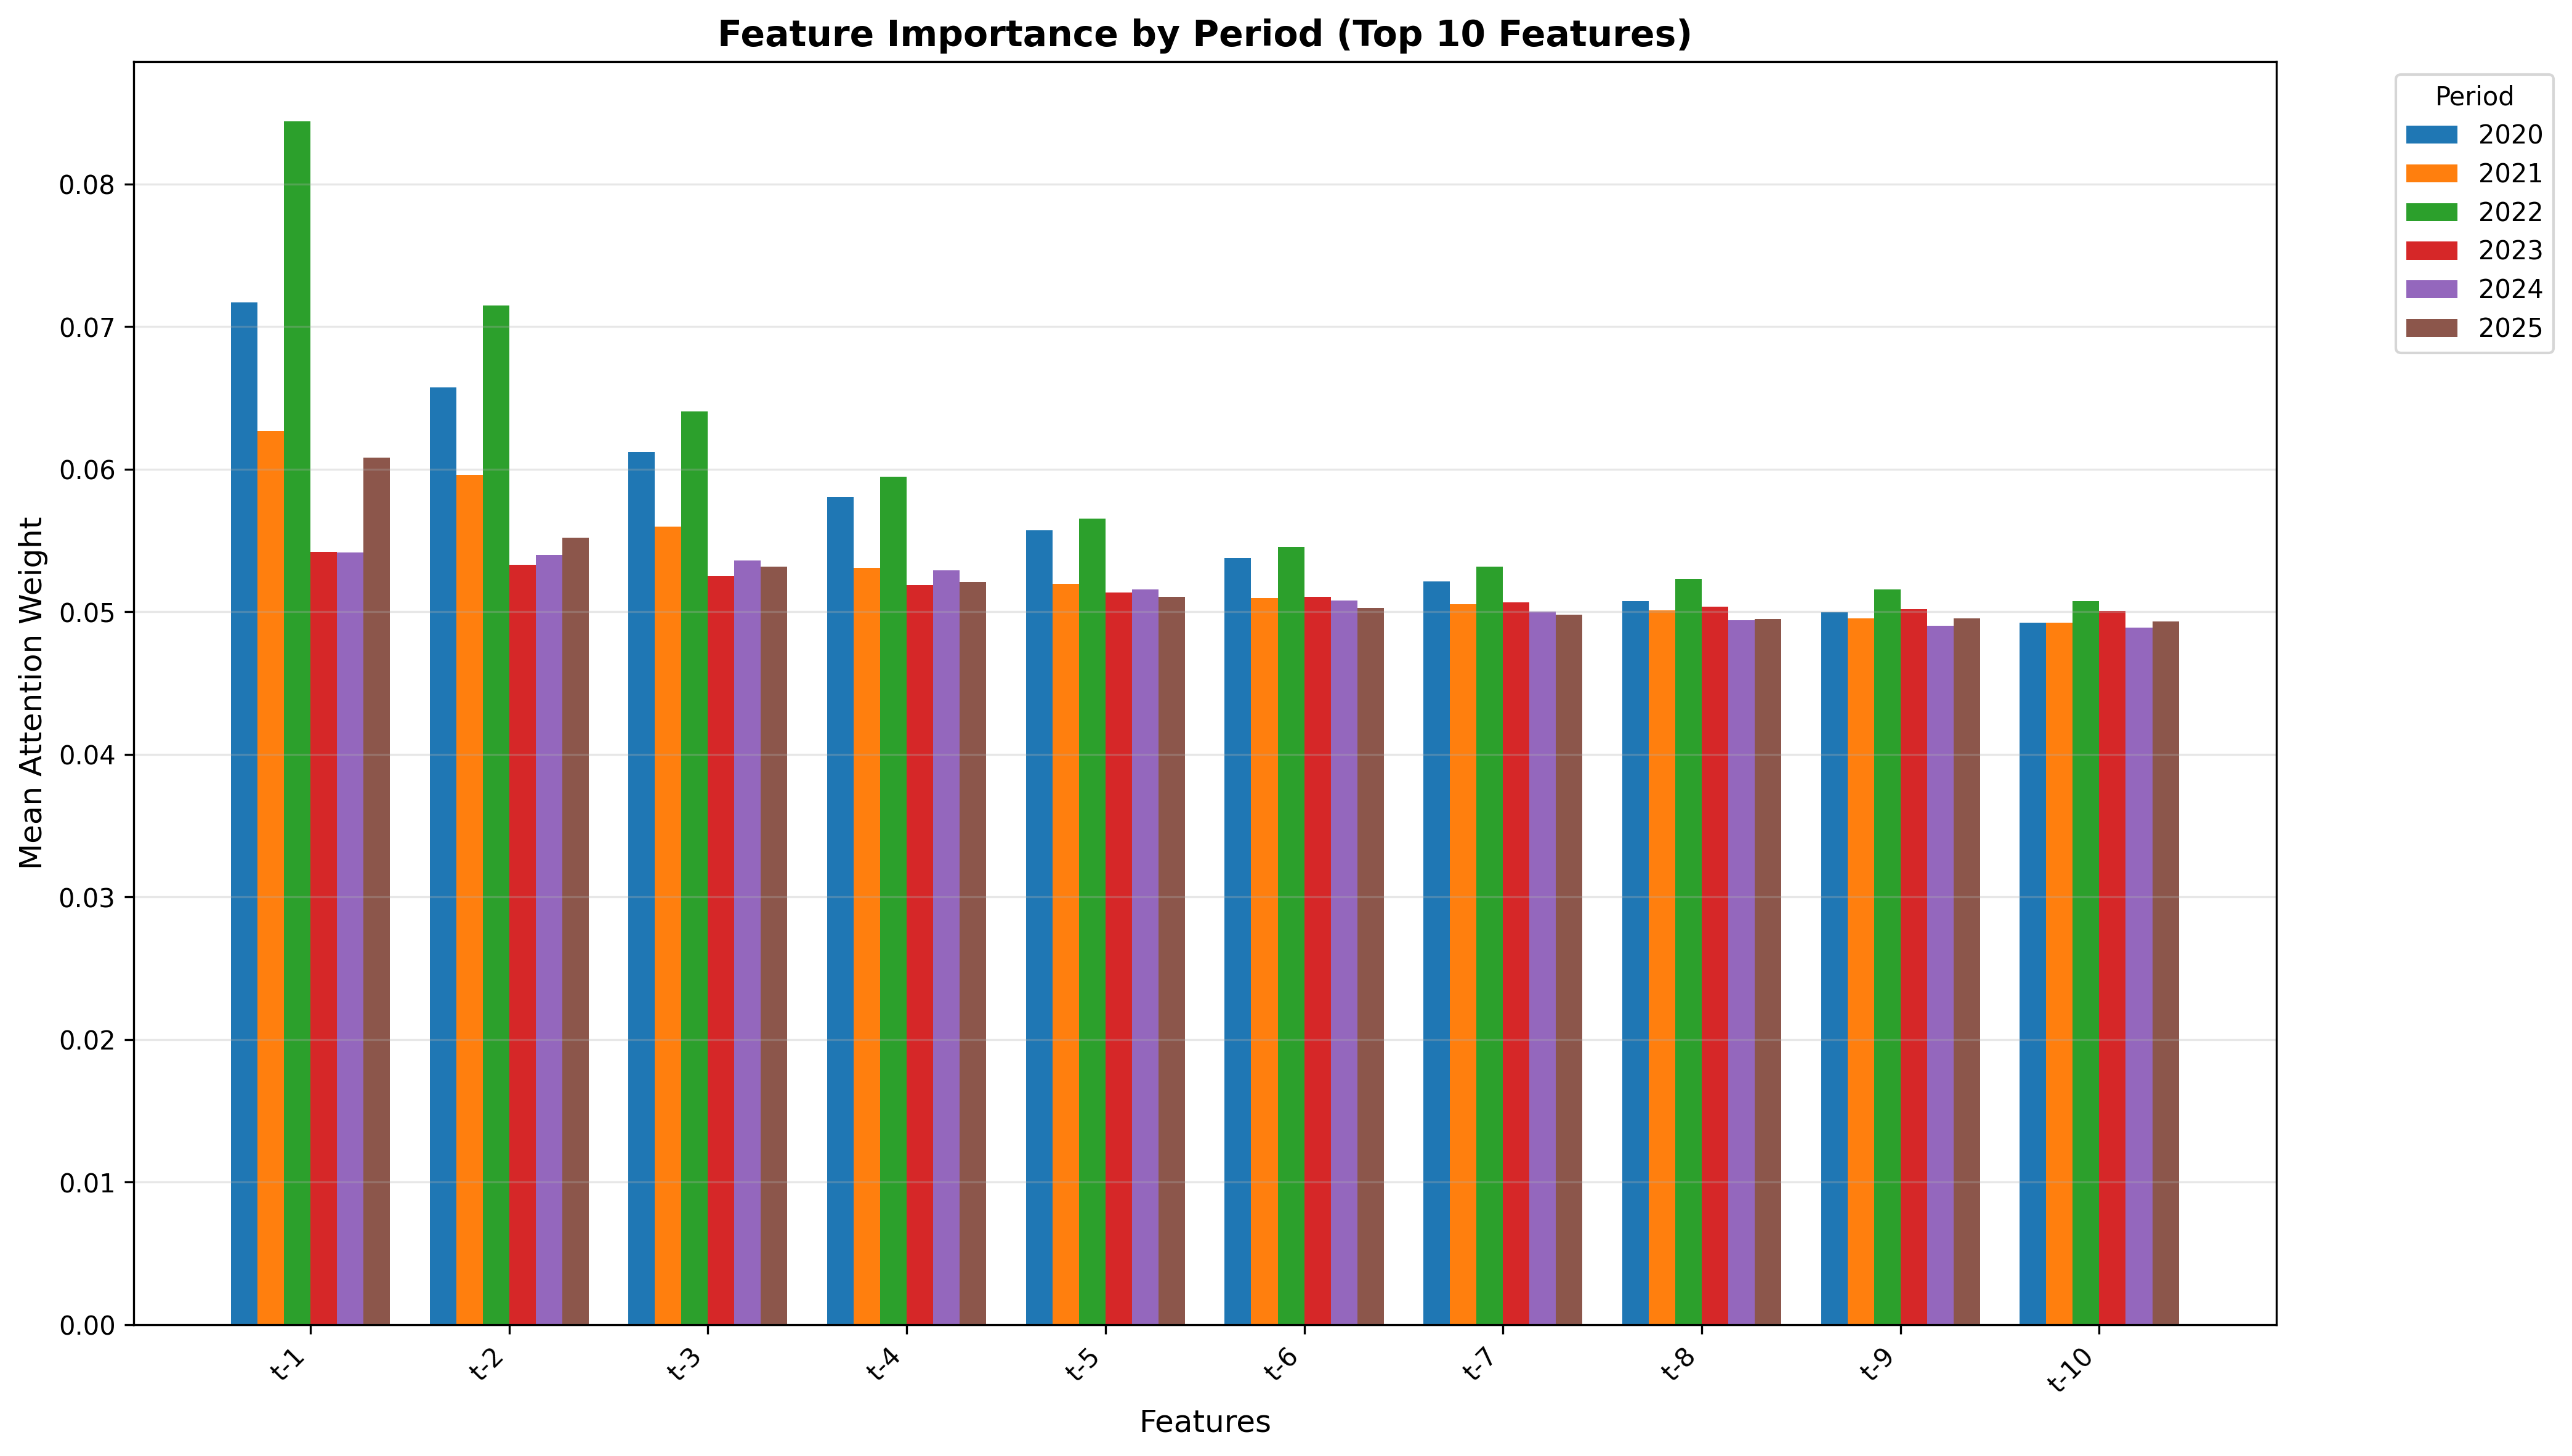 Feature Importance by Period (Top 10 Features)
Period
2020
2021
2022
2023
2024
2025
Mean Attention Weight
0.08
0.07
0.06
0.05
0.04
0.03
0.02
0.01
0.00
t-1
t-2
t-3
t-4
t-5
t-6
t-7
t-8
t-9
t-10
Features